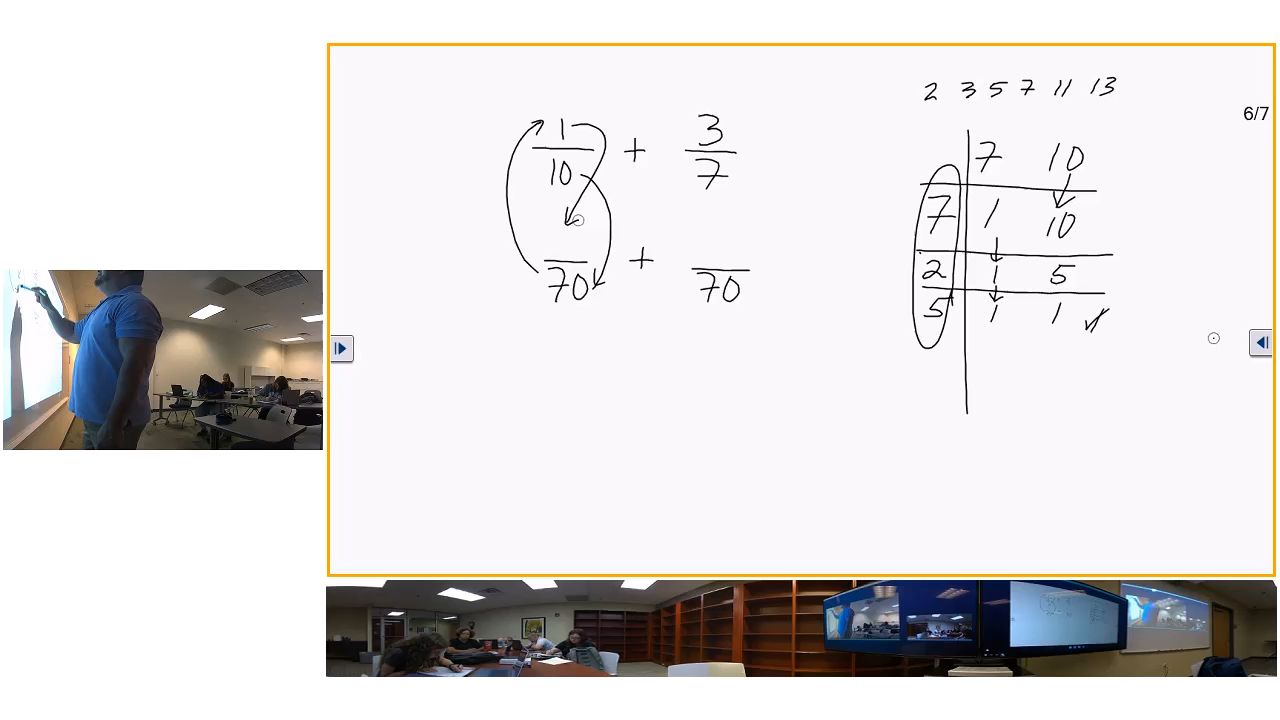 2 3 5 7 11 13
6/7
1/10 + 3/7
/70 + /70
7 10
7 1 10
2 1 5
5 1 1